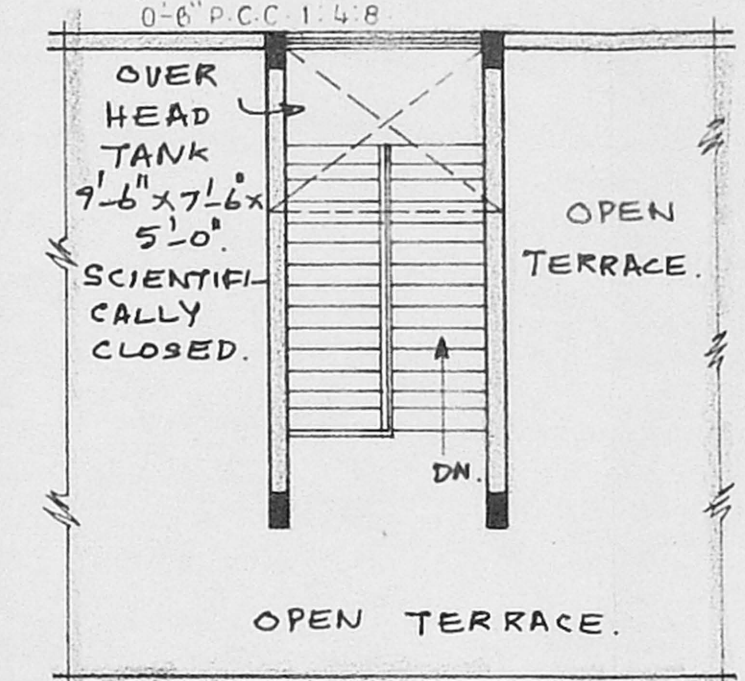 0'-6" P.C.C. 1:4:8
OVER
HEAD
TANK
9'-6" x 7'-6" x
5'-0".
SCIENTIFI-
CALLY
CLOSED.
OPEN
TERRACE.
DN.
OPEN TERRACE.